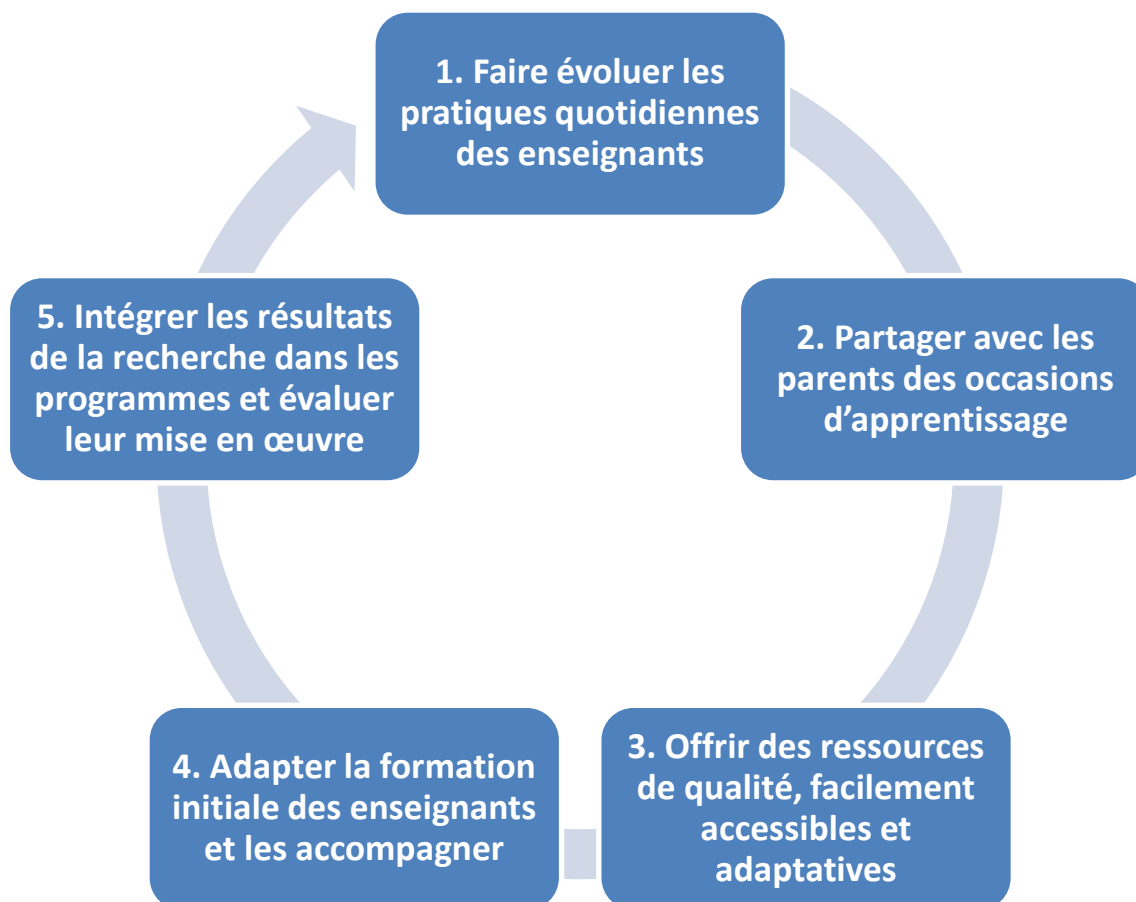 1. Faire évoluer les
pratiques quotidiennes
des enseignants
2. Partager avec les
parents des occasions
d’apprentissage
3. Offrir des ressources
de qualité, facilement
accessibles et
adaptatives
4. Adapter la formation
initiale des enseignants
et les accompagner
5. Intégrer les résultats
de la recherche dans les
programmes et évaluer
leur mise en œuvre